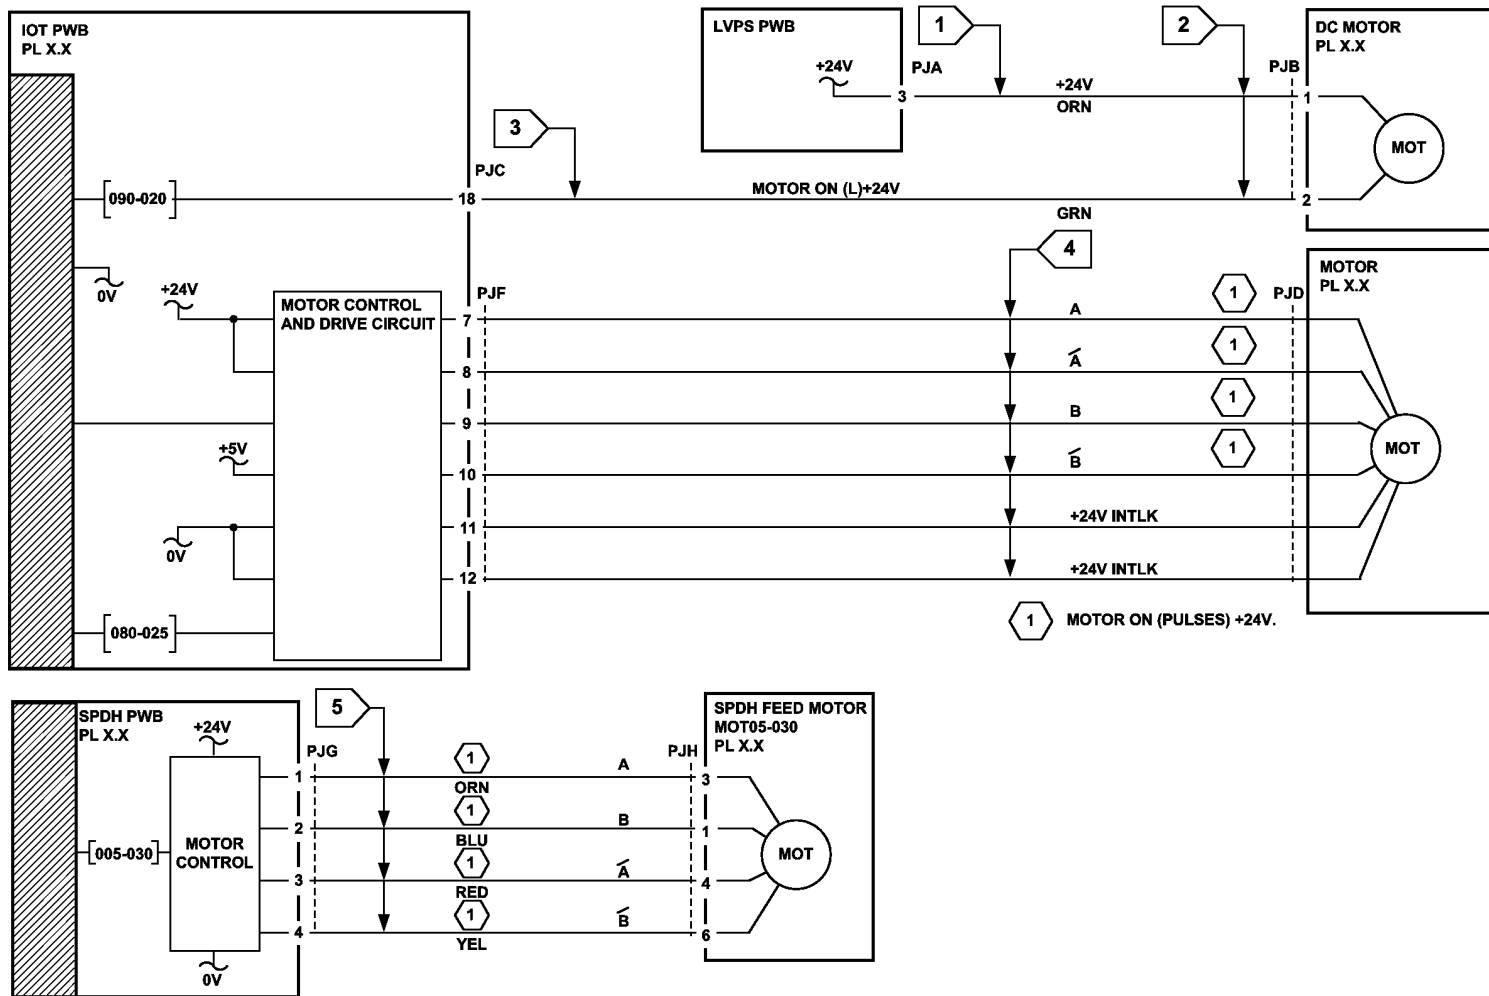 IOT PWB
PL X.X
LVPS PWB
1
2
DC MOTOR
PL X.X
+24V
PJA
PJB
3
+24V
ORN
1
MOT
3
PJC
090-020
18
MOTOR ON (L)+24V
GRN
2
0V
+24V
MOTOR CONTROL
AND DRIVE CIRCUIT
PJF
4
MOTOR
PL X.X
PJD
7
A
1
8
A
1
9
B
1
+5V
10
B
1
MOT
0V
11
+24V INTLK
12
+24V INTLK
080-025
1
MOTOR ON (PULSES) +24V.
SPDH PWB
PL X.X
+24V
5
PJG
PJH
SPDH FEED MOTOR
MOT05-030
PL X.X
1
1
ORN
A
3
2
1
BLU
B
1
005-030
MOTOR
CONTROL
MOT
3
1
RED
A
4
4
1
YEL
B
6
0V